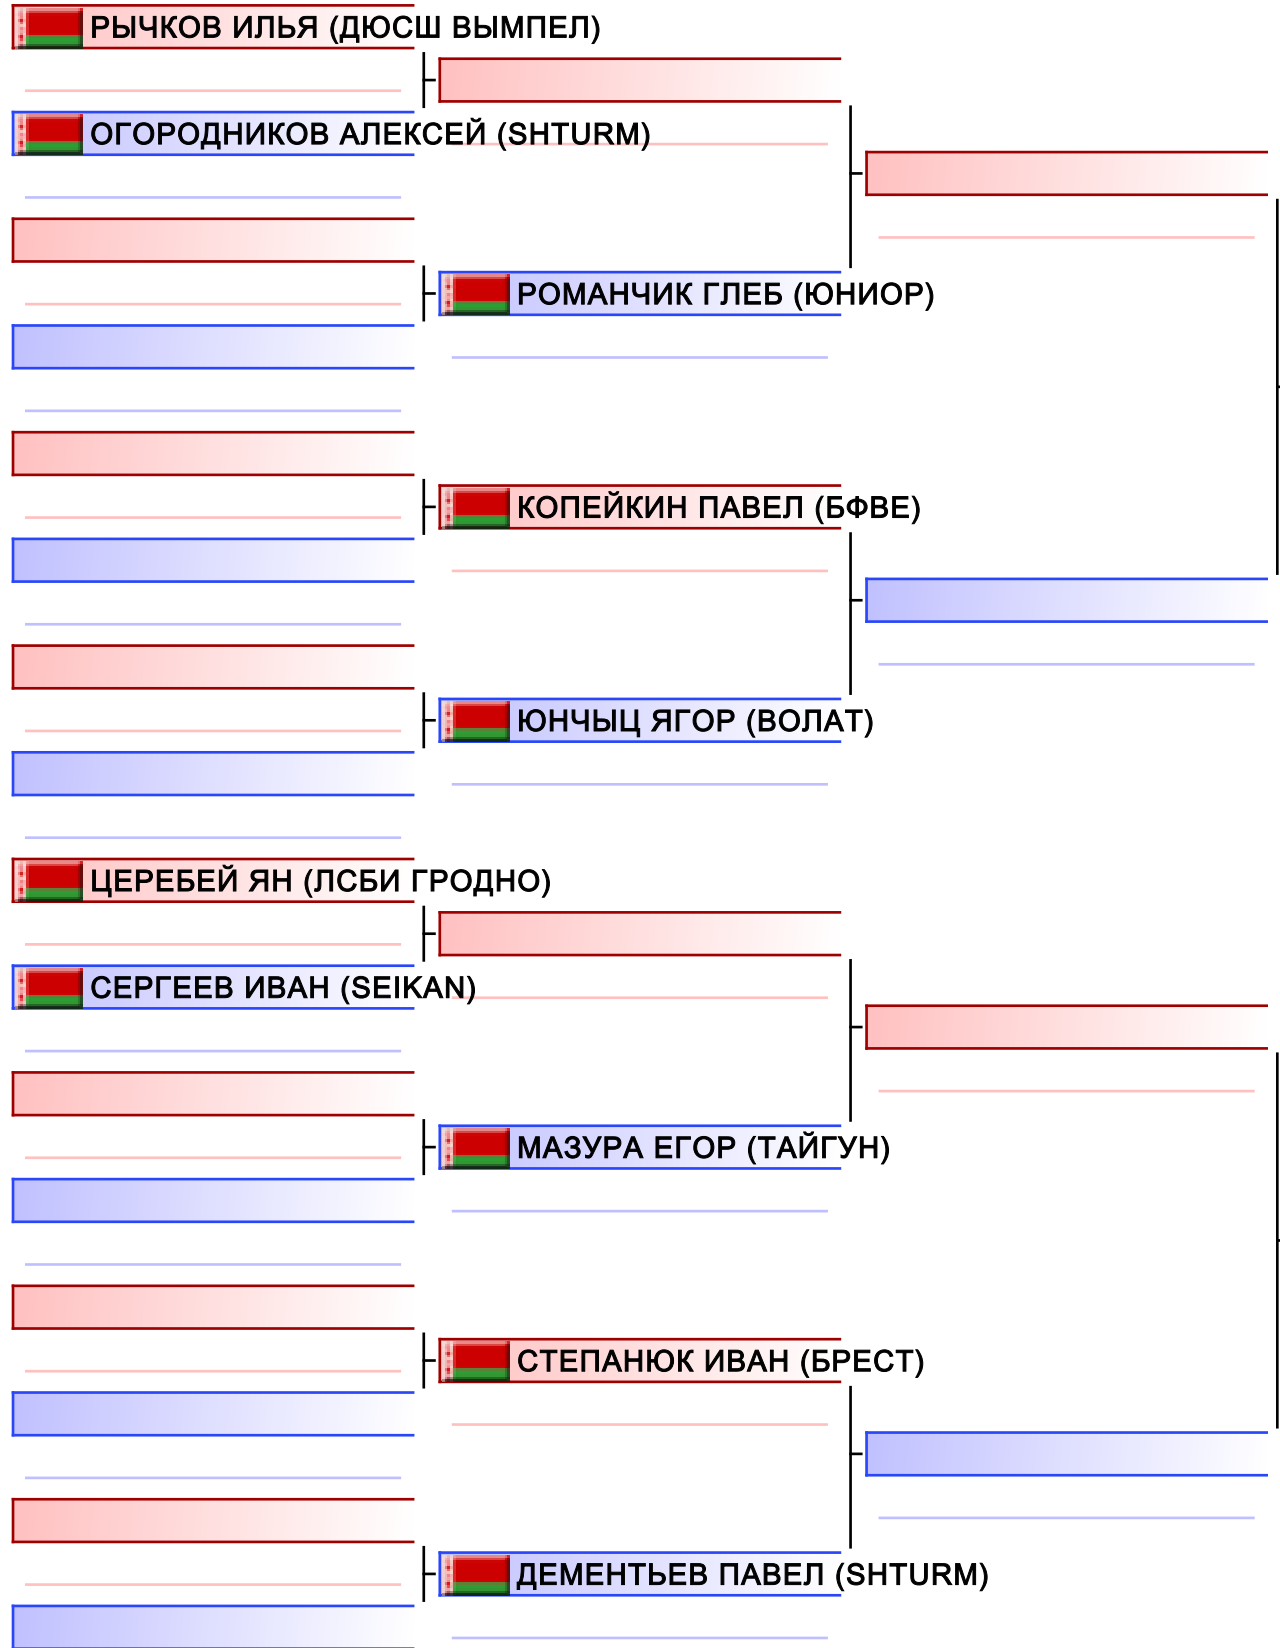 РЫЧКОВ ИЛЬЯ (ДЮСШ ВЫМПЕЛ)
ОГОРОДНИКОВ АЛЕКСЕЙ (SHTURM)
РОМАНЧИК ГЛЕБ (ЮНИОР)
КОПЕЙКИН ПАВЕЛ (БФВЕ)
ЮНЧЫЦ ЯГОР (ВОЛАТ)
ЦЕРЕБЕЙ ЯН (ЛСБИ ГРОДНО)
СЕРГЕЕВ ИВАН (SEIKAN)
МАЗУРА ЕГОР (ТАЙГУН)
СТЕПАНЮК ИВАН (БРЕСТ)
ДЕМЕНТЬЕВ ПАВЕЛ (SHTURM)